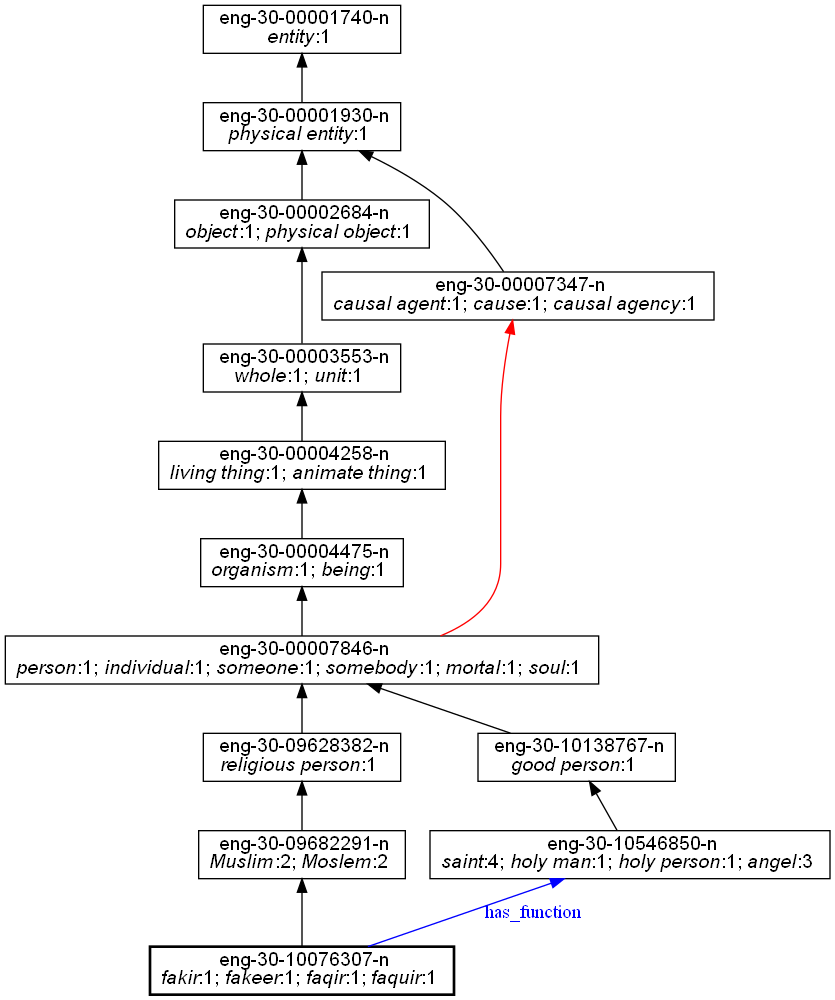 eng-30-00001740-n
entity:1
eng-30-00001930-n
physical entity:1
eng-30-00002684-n
object:1; physical object:1
eng-30-00007347-n
causal agent:1; cause:1; causal agency:1
eng-30-00003553-n
whole:1; unit:1
eng-30-00004258-n
living thing:1; animate thing:1
eng-30-00004475-n
organism:1; being:1
eng-30-00007846-n
person:1; individual:1; someone:1; somebody:1; mortal:1; soul:1
eng-30-09628382-n
religious person:1
eng-30-10138767-n
good person:1
eng-30-09682291-n
Muslim:2; Moslem:2
eng-30-10546850-n
saint:4; holy man:1; holy person:1; angel:3
has_function
eng-30-10076307-n
fakir:1; fakeer:1; faqir:1; faquir:1